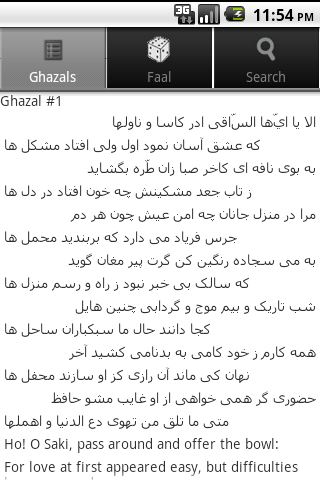 3G 11:54 PM
Ghazals Faal Search
Ghazal #1
الا یا ایّها السّاقی ادر کاسا و ناولها
که عشق آسان نمود اول ولی افتاد مشکل ها
به بوی نافه ای کاخر صبا زان طرّه بگشاید
ز تاب جعد مشکینش چه خون افتاد در دل ها
مرا در منزل جانان چه امن عیش چون هر دم
جرس فریاد می دارد که بربندید محمل ها
به می سجاده رنگین کن گرت پیر مغان گوید
که سالک بی خبر نبود ز راه و رسم منزل ها
شب تاریک و بیم موج و گردابی چنین هایل
کجا دانند حال ما سبکباران ساحل ها
همه کارم ز خود کامی به بدنامی کشید آخر
نهان کی ماند آن رازی کز او سازند محفل ها
حضوری گر همی خواهی از او غایب مشو حافظ
متی ما تلق من تهوی دع الدنیا و اهملها
Ho! O Saki, pass around and offer the bowl:
For love at first appeared easy, but difficulties